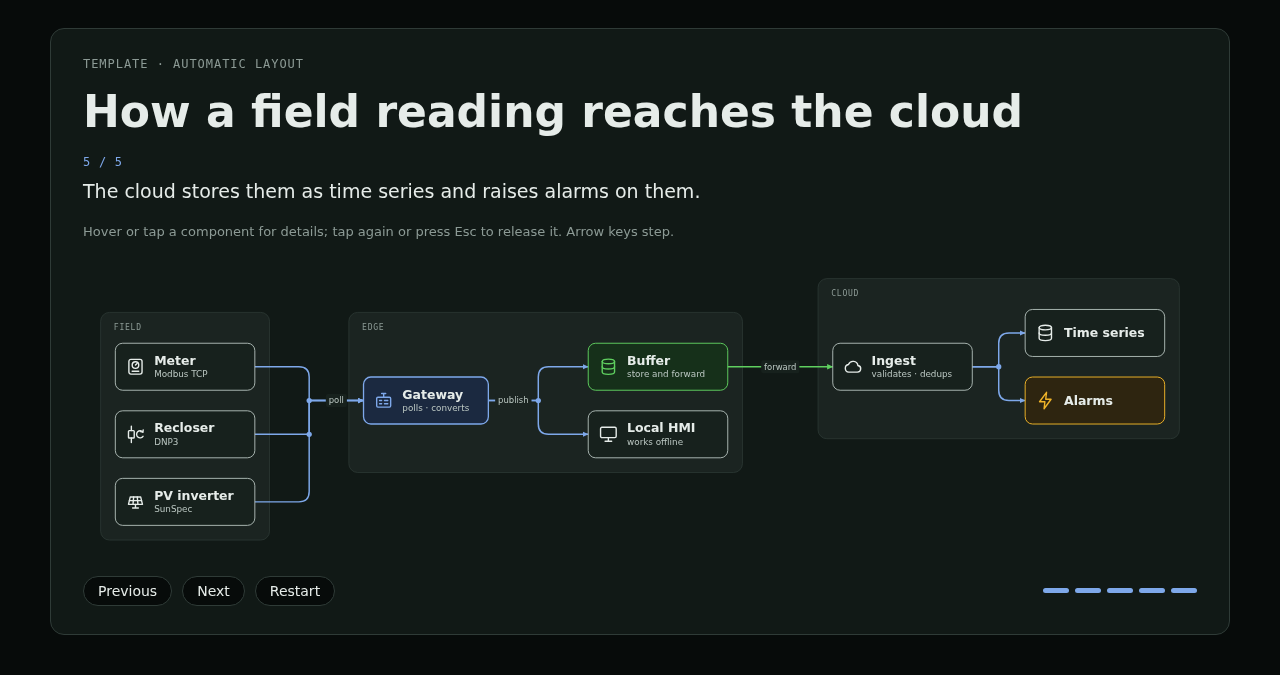 TEMPLATE · AUTOMATIC LAYOUT
How a field reading reaches the cloud
5 / 5
The cloud stores them as time series and raises alarms on them.
Hover or tap a component for details; tap again or press Esc to release it. Arrow keys step.
FIELD
Meter
Modbus TCP
Recloser
DNP3
PV inverter
SunSpec
poll
EDGE
Gateway
polls · converts
publish
Buffer
store and forward
Local HMI
works offline
forward
CLOUD
Ingest
validates · dedups
Time series
Alarms
Previous
Next
Restart